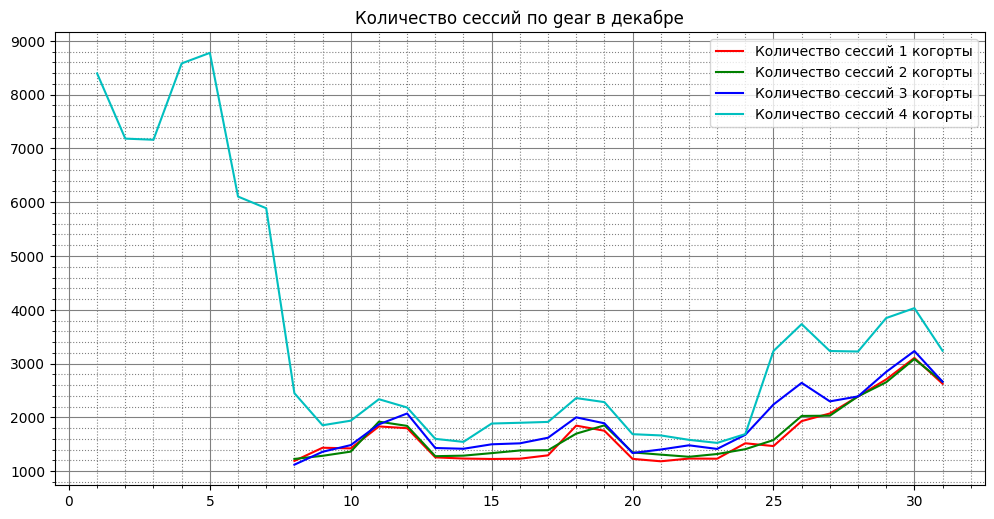 Количество сессий по gear в декабре
Количество сессий 1 когорты
Количество сессий 2 когорты
Количество сессий 3 когорты
Количество сессий 4 когорты
9000
8000
7000
6000
5000
4000
3000
2000
1000
0 5 10 15 20 25 30